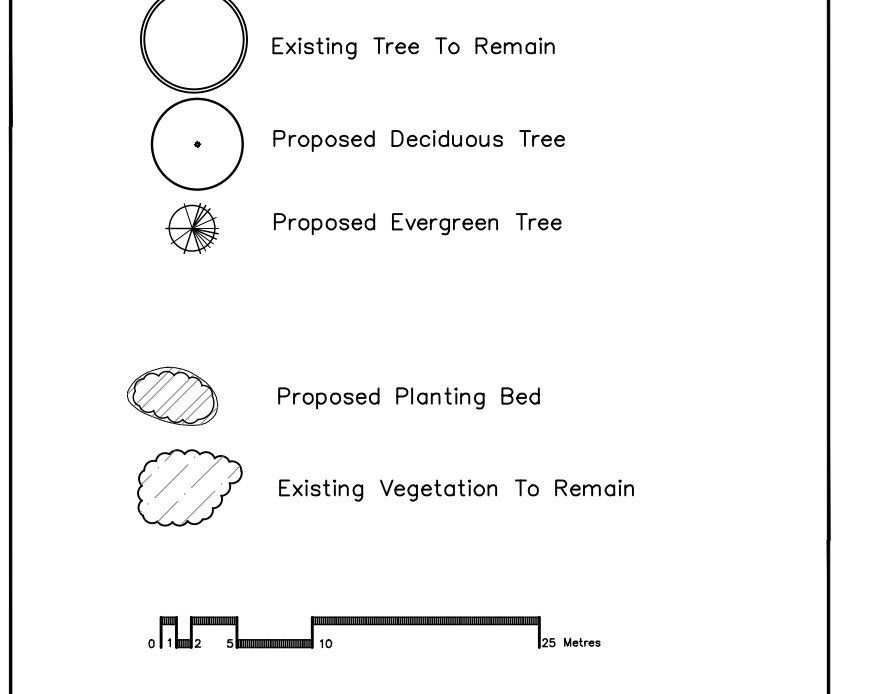 Existing Tree To Remain
Proposed Deciduous Tree
Proposed Evergreen Tree
Proposed Planting Bed
Existing Vegetation To Remain
0 1 2 5 10 25 Metres